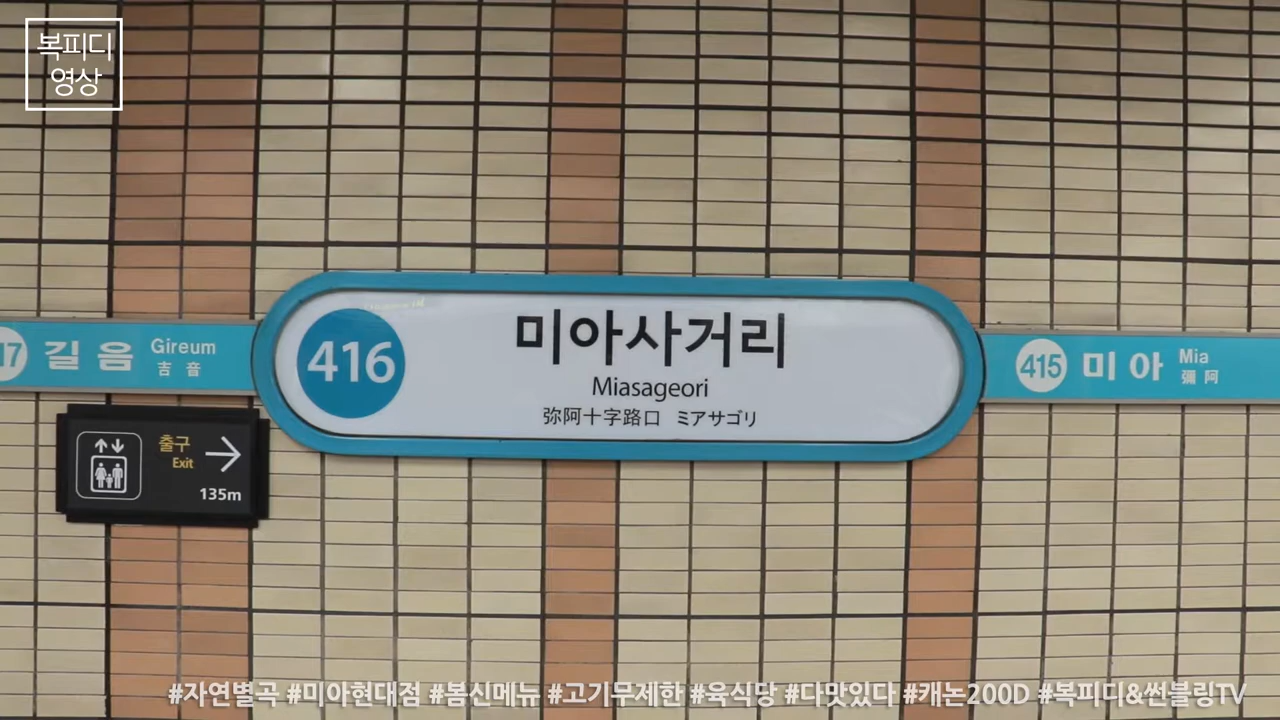 복피디
영상
17 길음 Gireum
吉音
416
미아사거리
Miasageori
弥阿十字路口 ミアサゴリ
415 미아 Mia
彌阿
출구
Exit
135m
#자연별곡 #미아현대점 #봄신메뉴 #고기무제한 #육식당 #다맛있다 #캐논200D #복피디&썬블링TV